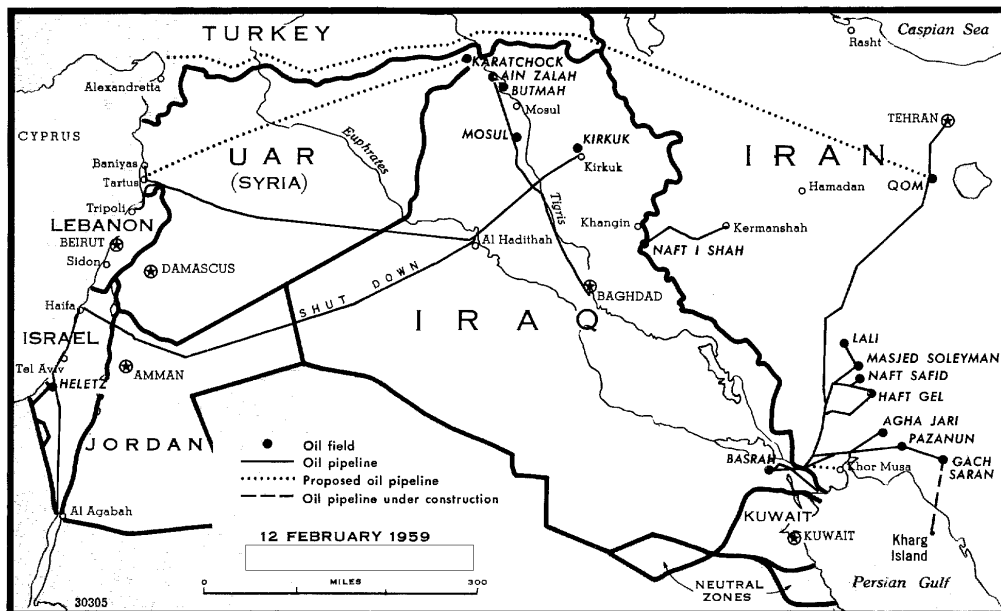 TURKEY
Caspian Sea
Rasht
KARATCHOCK
AIN ZALAH
BUTMAH
Alexandretta
Mosul
CYPRUS
MOSUL
KIRKUK
TEHRAN
Euphrates
Baniyas
UAR
(SYRIA)
Kirkuk
IRAN
Tartus
QOM
Hamadan
Tripoli
Tigris
LEBANON
Khangin
Kermanshah
BEIRUT
Al Hadithah
NAFT I SHAH
Sidon
DAMASCUS
SHUT DOWN
BAGHDAD
Haifa
IRAQ
ISRAEL
LALI
Tel Aviv
MASJED SOLEYMAN
AMMAN
NAFT SAFID
HELETZ
HAFT GEL
AGHA JARI
JORDAN
PAZANUN
Oil field
BASRAH
GACH
SARAN
Oil pipeline
Khor Musa
Proposed oil pipeline
Oil pipeline under construction
Al Agabah
KUWAIT
12 FEBRUARY 1959
KUWAIT
Kharg
Island
0 MILES 300
NEUTRAL
ZONES
Persian Gulf
30305